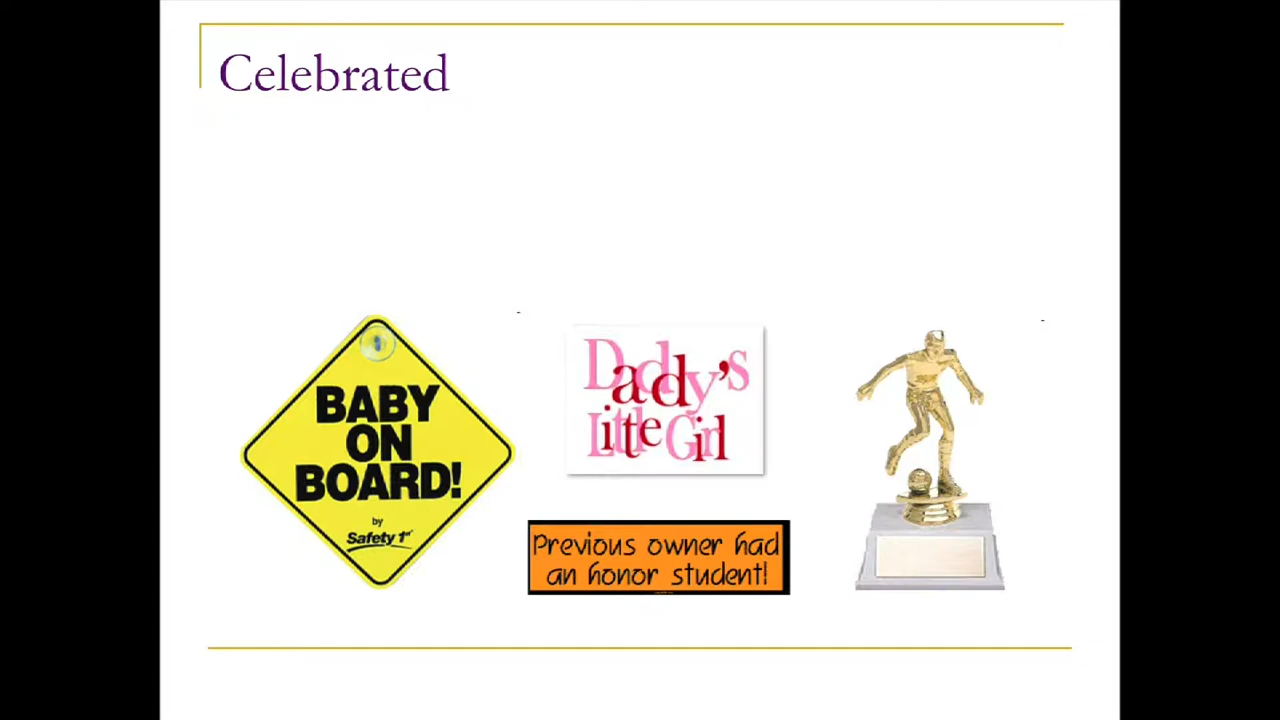 Celebrated
BABY
ON
BOARD!
by
Safety 1st
Daddy's
Little Girl
Previous owner had
an honor student!